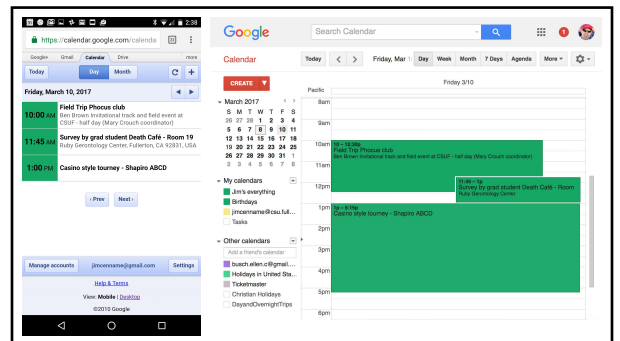 2:38
https://calendar.google.com/calenda
Google+ Gmail Calendar Drive more
Today Day Month C +
Friday, March 10, 2017
10:00 AM
Field Trip Phocus club
Ben Brown Invitational track and field event at
CSUF - half day (Mary Crouch coordinator)
11:45 AM
Survey by grad student Death Café - Room 19
Ruby Gerontology Center, Fullerton, CA 92831, USA
1:00 PM
Casino style tourney - Shapiro ABCD
‹ Prev Next ›
Manage accounts jimcenname@gmail.com Settings
Help & Terms
View: Mobile | Desktop
©2010 Google
Google
Search Calendar
1
Calendar
Today Friday, Mar 1 Day Week Month 7 Days Agenda More
CREATE
March 2017
S M T W T F S
26 27 28 1 2 3 4
5 6 7 8 9 10 11
12 13 14 15 16 17 18
19 20 21 22 23 24 25
26 27 28 29 30 31 1
2 3 4 5 6 7 8
My calendars
Jim's everything
Birthdays
jimcenname@csu.full...
Tasks
Other calendars
Add a friend's calendar
busch.ellen.c@gmail....
Holidays in United Sta...
Ticketmaster
Christian Holidays
DayandOvernightTrips
Pacific
Friday 3/10
8am
9am
10am
11am
12pm
1pm
2pm
3pm
4pm
5pm
6pm
10 – 12:30p
Field Trip Phocus club
Ben Brown Invitational track and field event at CSUF - half day (Mary Crouch coordinator)
11:45 – 1p
Survey by grad student Death Café - Room
Ruby Gerontology Center
1p – 5:15p
Casino style tourney - Shapiro ABCD